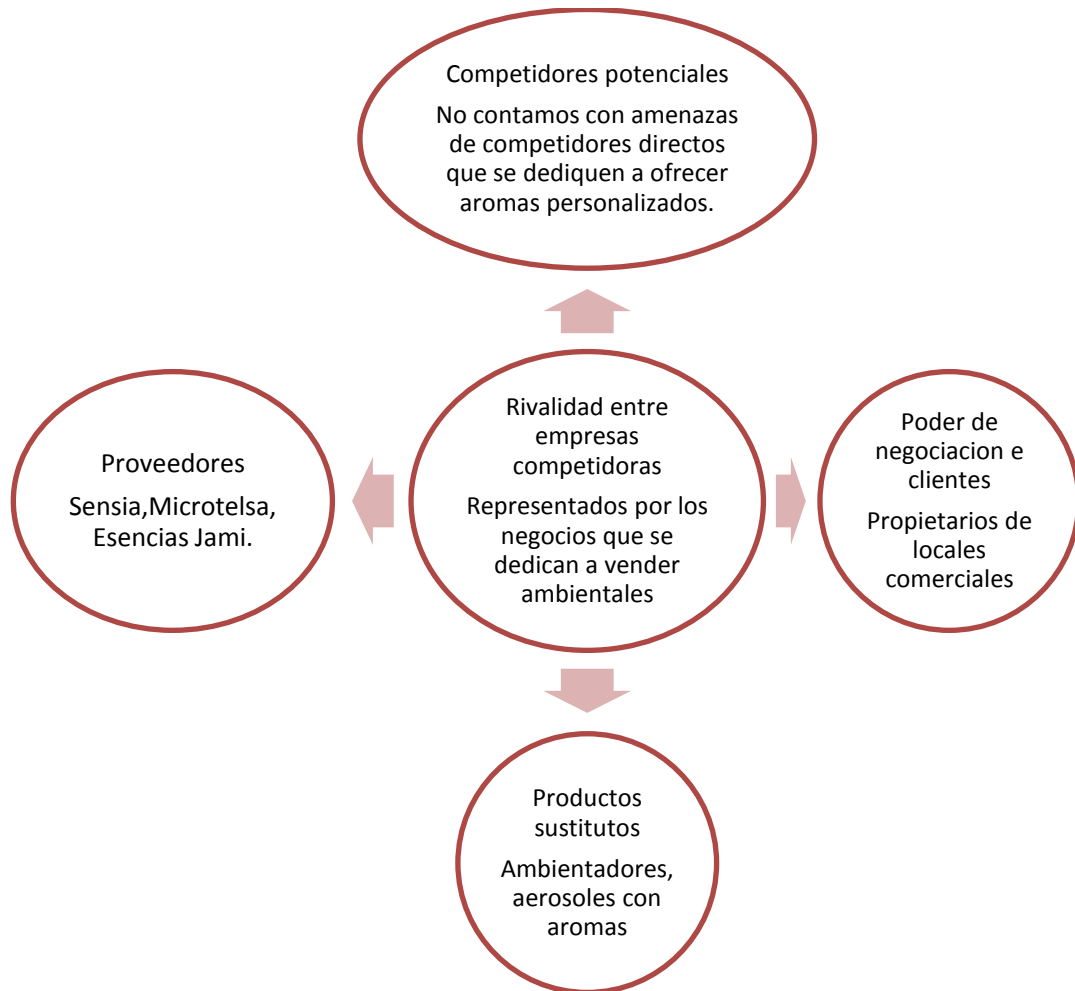 Competidores potenciales
No contamos con amenazas
de competidores directos
que se dediquen a ofrecer
aromas personalizados.
Proveedores
Sensia,Microtelsa,
Esencias Jami.
Rivalidad entre
empresas
competidoras
Representados por los
negocios que se
dedican a vender
ambientales
Poder de
negociacion e
clientes
Propietarios de
locales
comerciales
Productos
sustitutos
Ambientadores,
aerosoles con
aromas